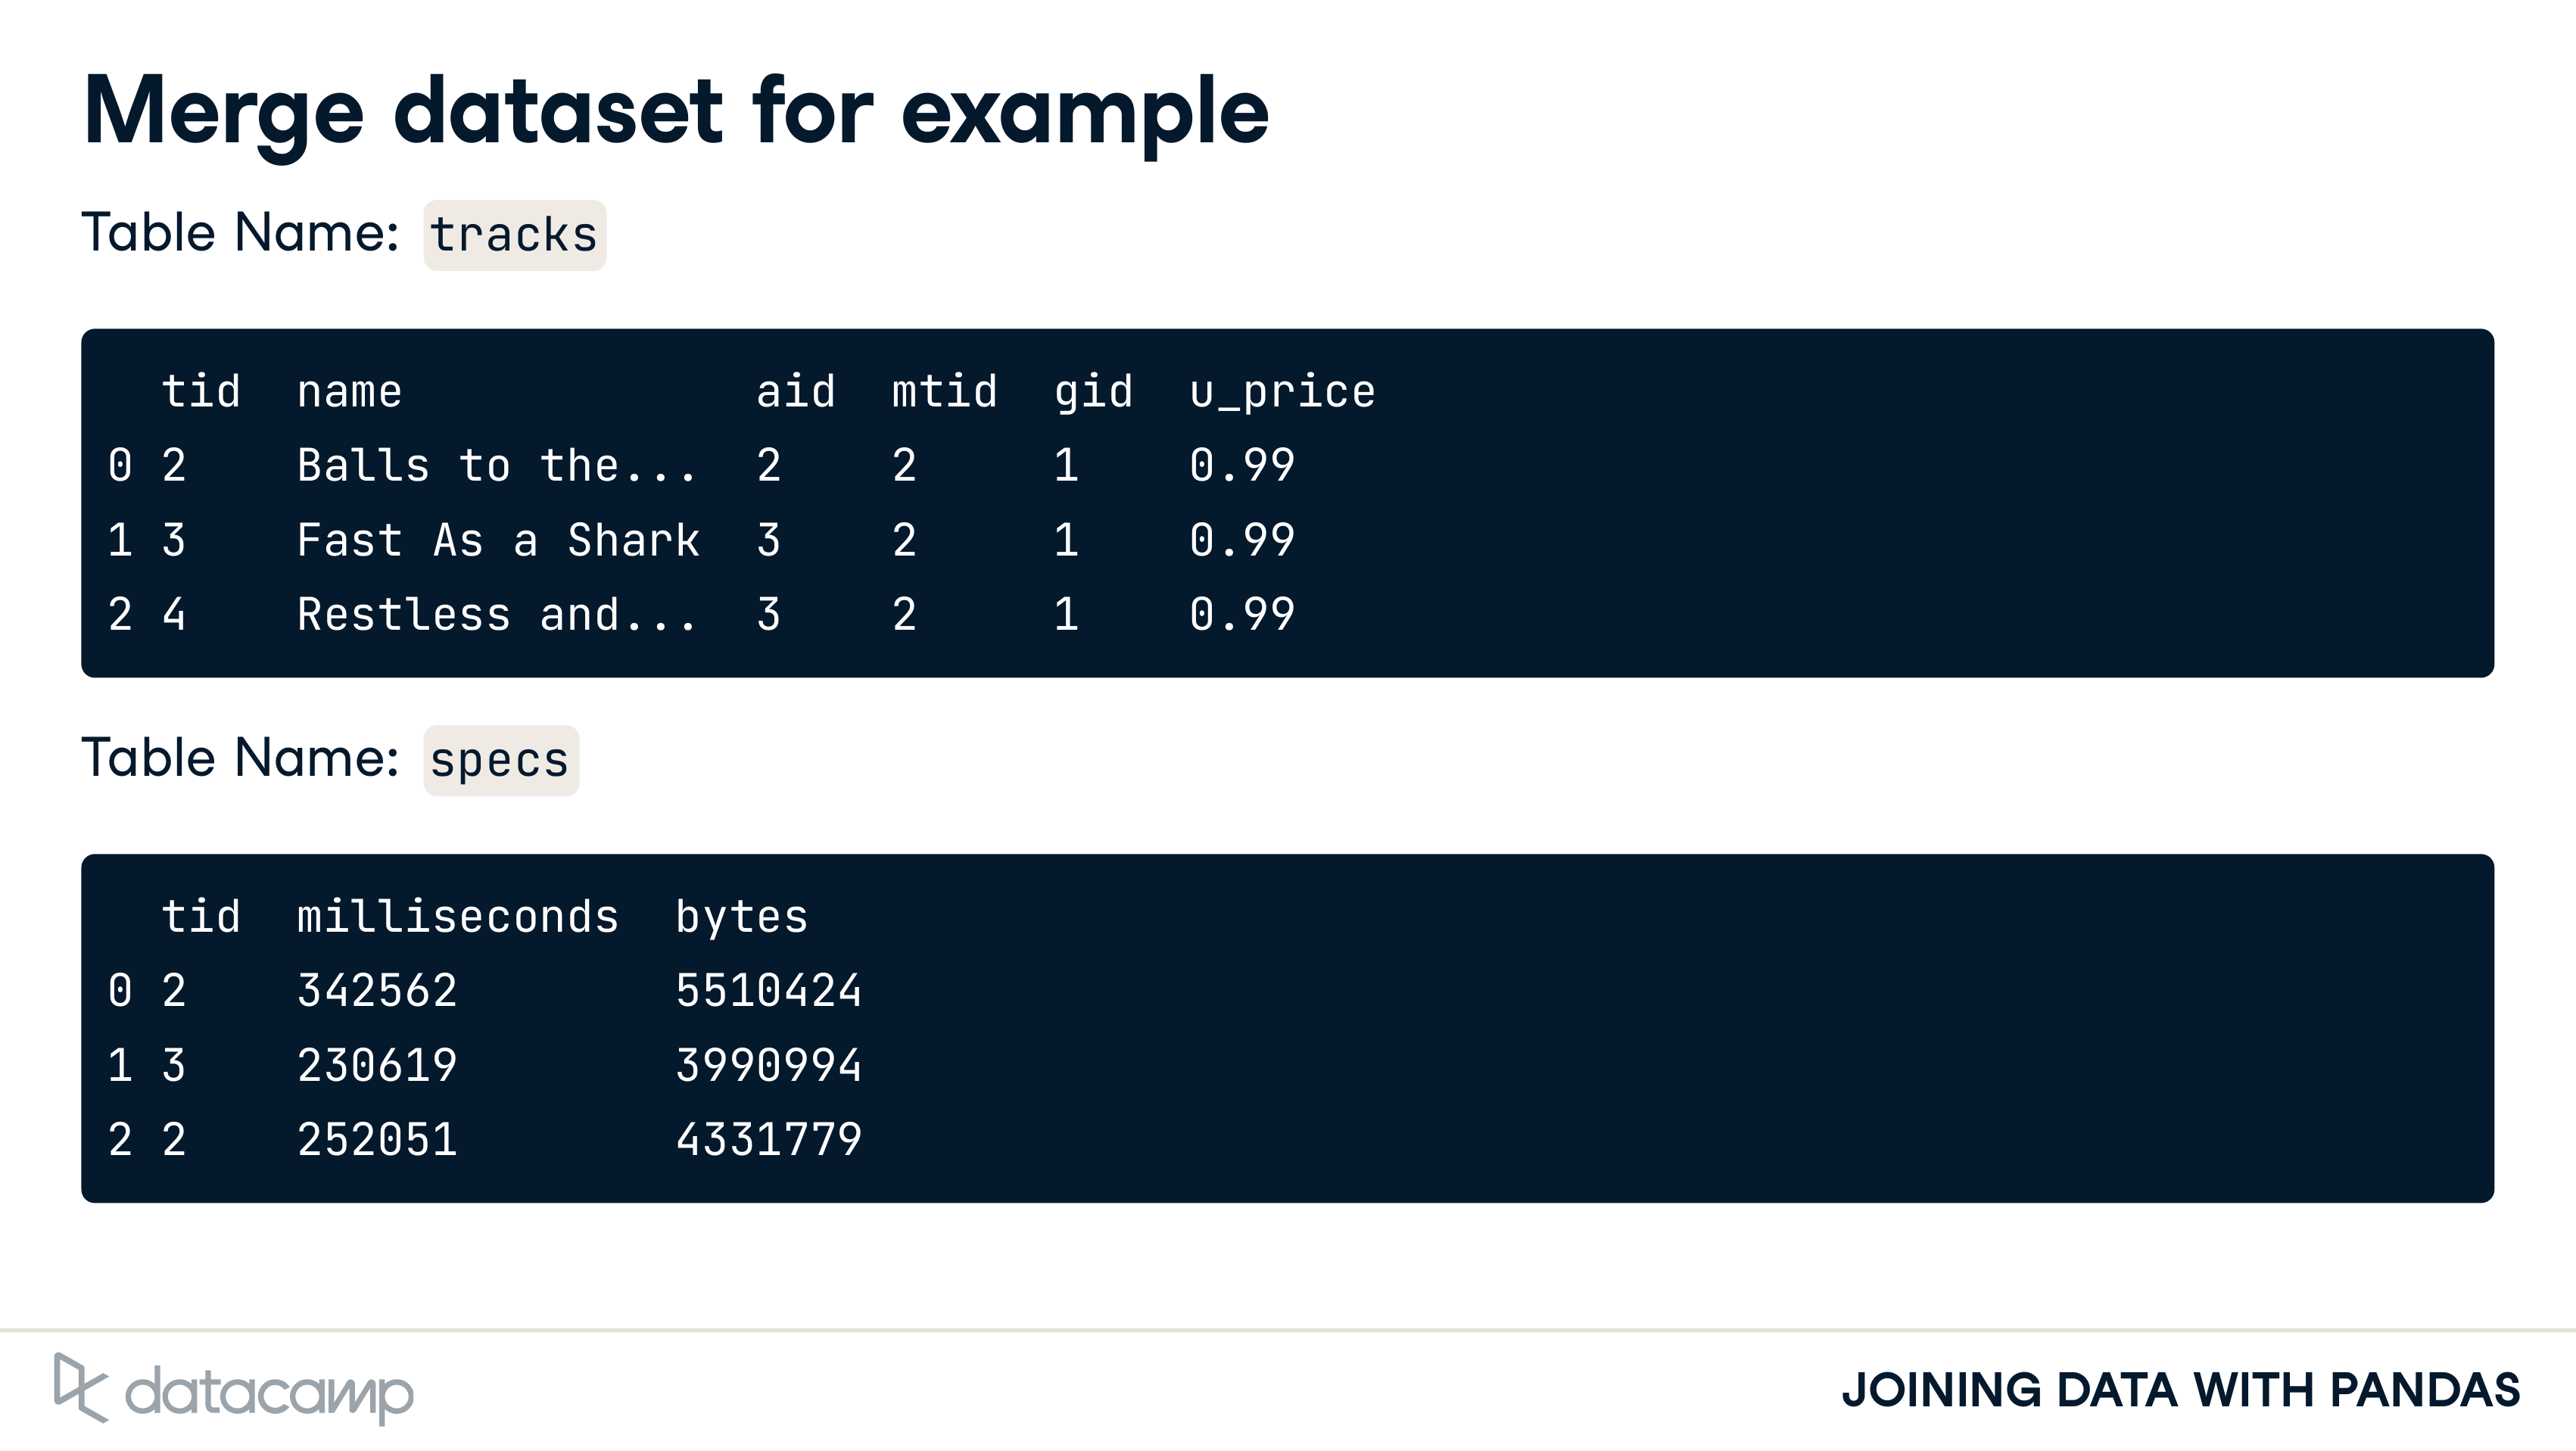 Merge dataset for example
Table Name: tracks
tid name aid mtid gid u_price
0 2 Balls to the... 2 2 1 0.99
1 3 Fast As a Shark 3 2 1 0.99
2 4 Restless and... 3 2 1 0.99
Table Name: specs
tid milliseconds bytes
0 2 342562 5510424
1 3 230619 3990994
2 2 252051 4331779
datacamp
JOINING DATA WITH PANDAS